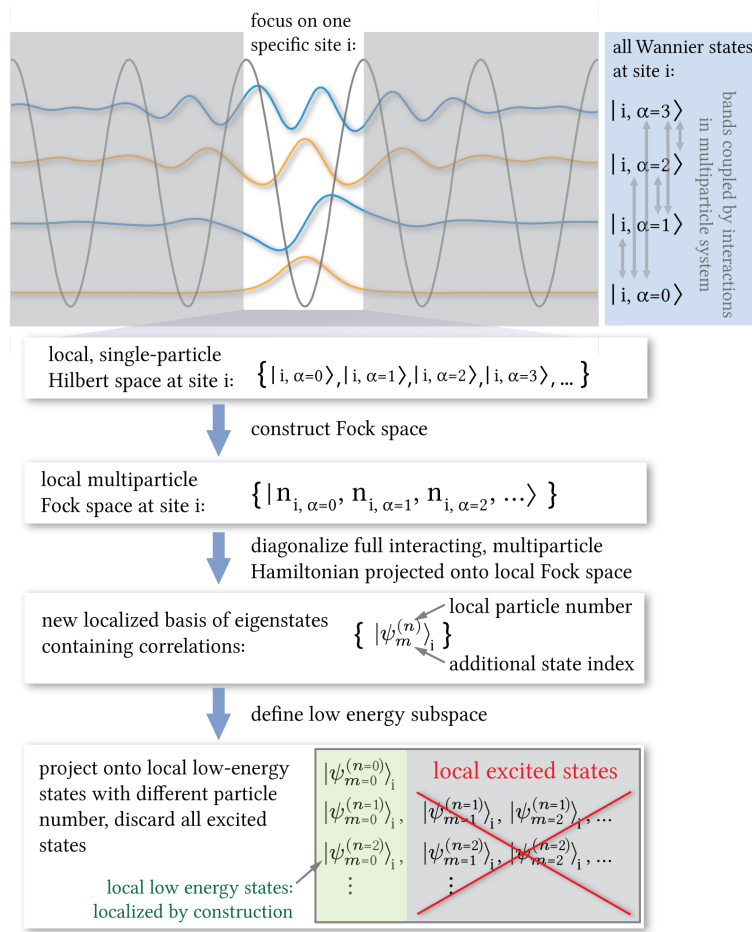 focus on one
specific site i:
all Wannier states
at site i:
| i, α=3⟩
| i, α=2⟩
| i, α=1⟩
| i, α=0⟩
bands coupled by interactions
in multiparticle system
local, single-particle
Hilbert space at site i: {| i, α=0⟩,| i, α=1⟩,| i, α=2⟩,| i, α=3⟩, ... }
construct Fock space
local multiparticle
Fock space at site i: {| n_{i, α=0}, n_{i, α=1}, n_{i, α=2}, ...⟩ }
diagonalize full interacting, multiparticle
Hamiltonian projected onto local Fock space
new localized basis of eigenstates
containing correlations: { |ψ_m^{(n)}⟩_i }
local particle number
additional state index
define low energy subspace
project onto local low-energy
states with different particle
number, discard all excited
states
|ψ_{m=0}^{(n=0)}⟩_i
local excited states
|ψ_{m=0}^{(n=1)}⟩_i, |ψ_{m=1}^{(n=1)}⟩_i, |ψ_{m=2}^{(n=1)}⟩_i, ...
|ψ_{m=0}^{(n=2)}⟩_i, |ψ_{m=1}^{(n=2)}⟩_i, |ψ_{m=2}^{(n=2)}⟩_i, ...
⋮ ⋮
local low energy states:
localized by construction